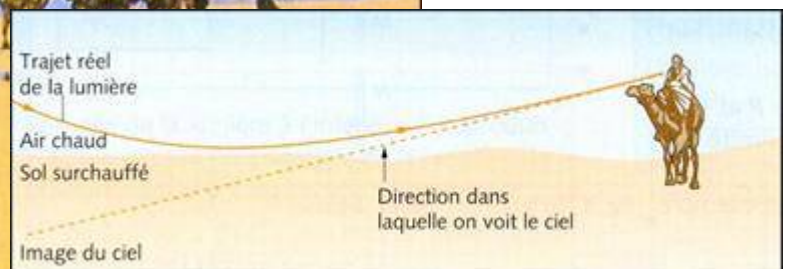 Trajet réel
de la lumière
Air chaud
Sol surchauffé
Direction dans
laquelle on voit le ciel
Image du ciel